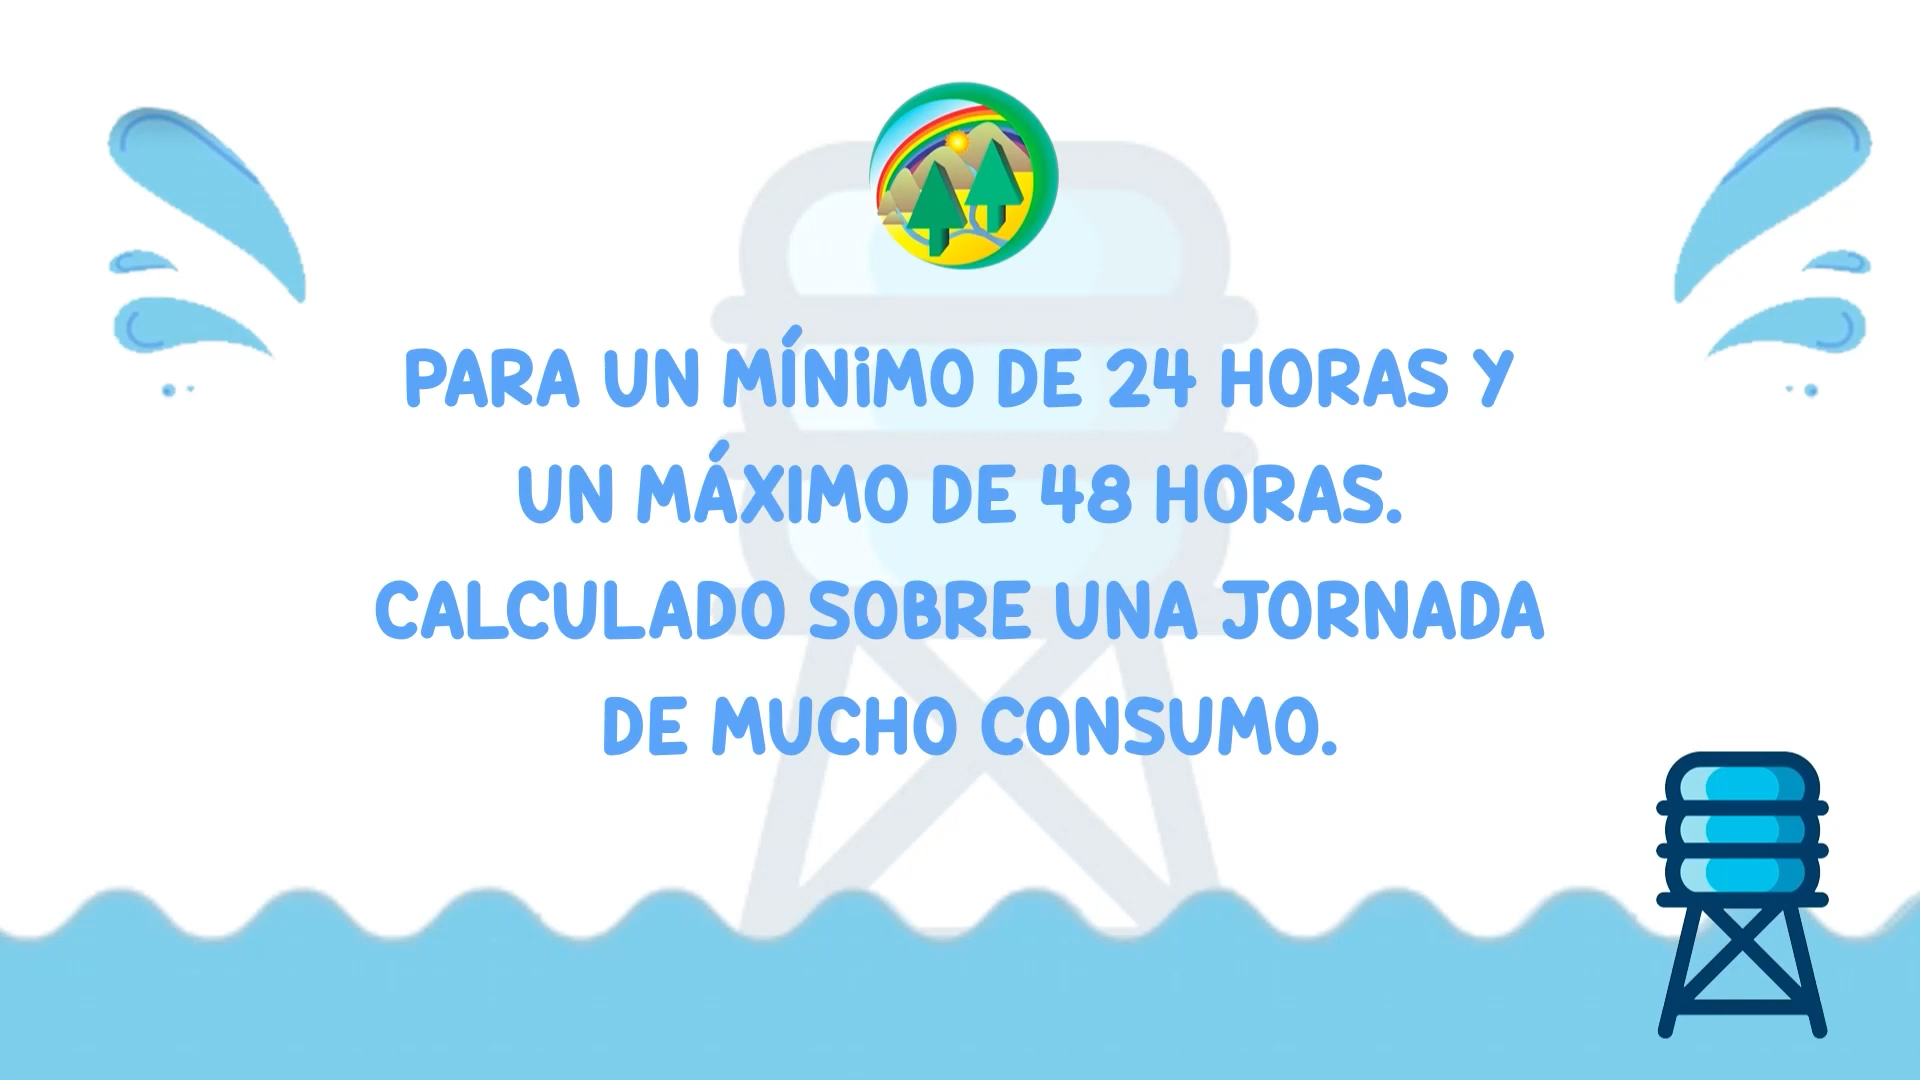 PARA UN MÍNiMO DE 24 HORAS Y
UN MÁXIMO DE 48 HORAS.
CALCULADO SOBRE UNA JORNADA
DE MUCHO CONSUMO.